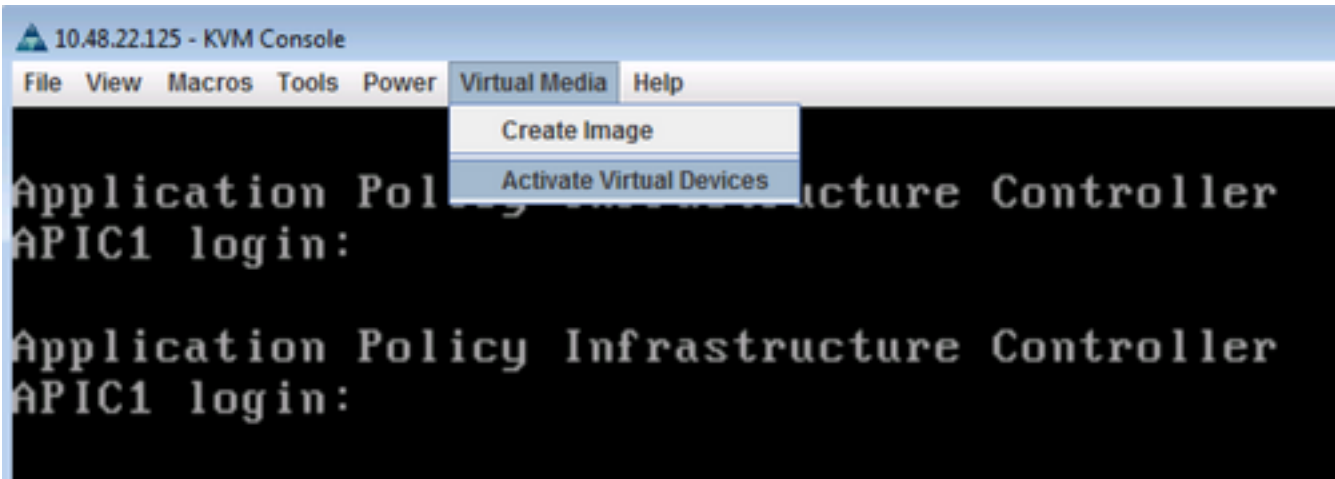 10.48.22.125 - KVM Console
File View Macros Tools Power Virtual Media Help
Create Image
Activate Virtual Devices
Application Pol ucture Controller
APIC1 login:
Application Policy Infrastructure Controller
APIC1 login: